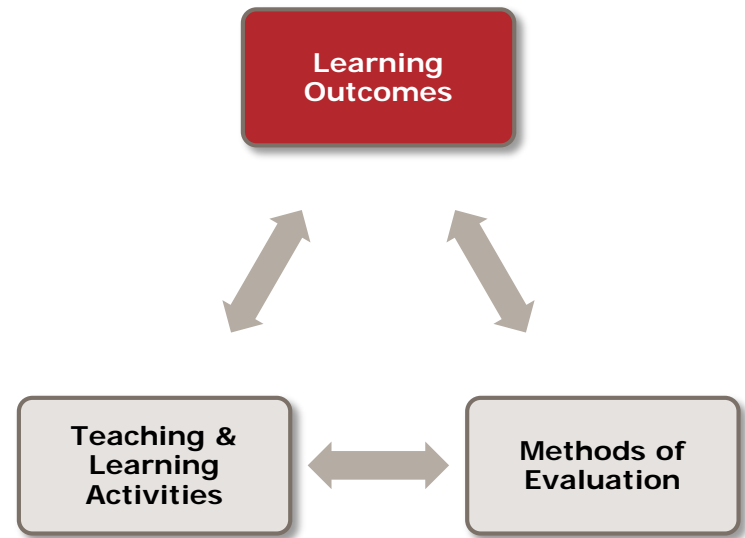 Learning
Outcomes
Teaching &
Learning
Activities
Methods of
Evaluation